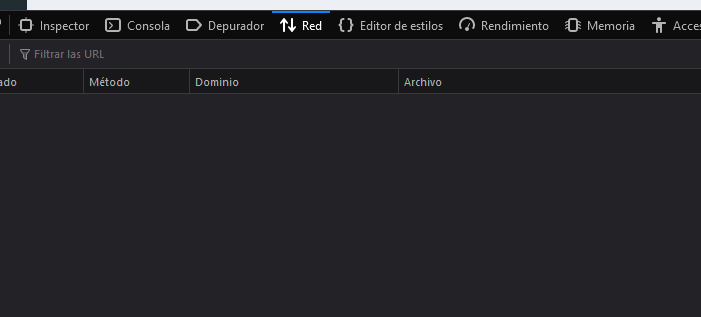 Inspector Consola Depurador Red Editor de estilos Rendimiento Memoria Acces
Filtrar las URL
ado Método Dominio Archivo